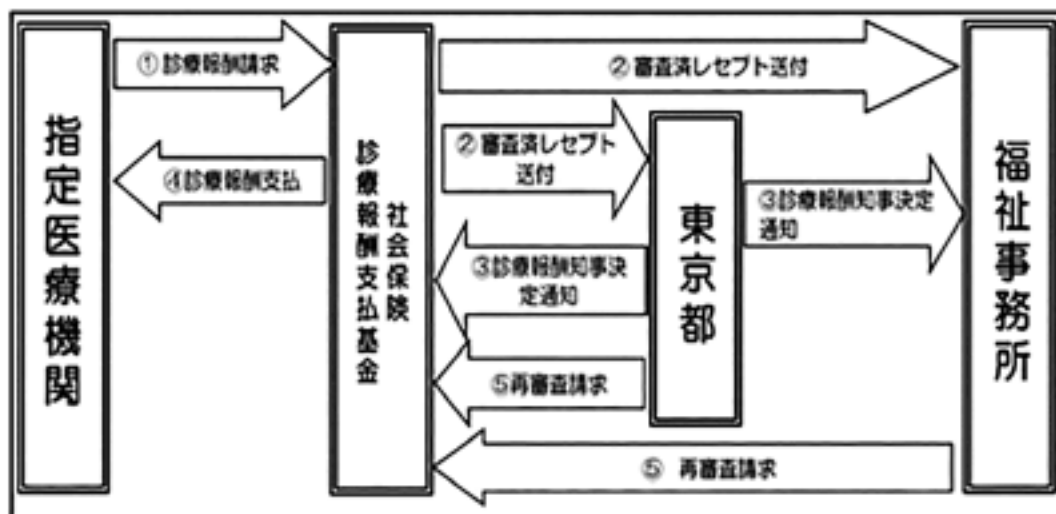 指定医療機関
①診療報酬請求
④診療報酬支払
社会保険
診療報酬支払基金
②審査済レセプト送付
②審査済レセプト
送付
③診療報酬知事決
定通知
⑤再審査請求
東京都
③診療報酬知事決定
通知
⑤ 再審査請求
福祉事務所